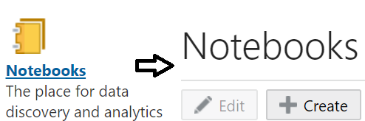 Notebooks
The place for data
discovery and analytics
Notebooks
Edit
Create